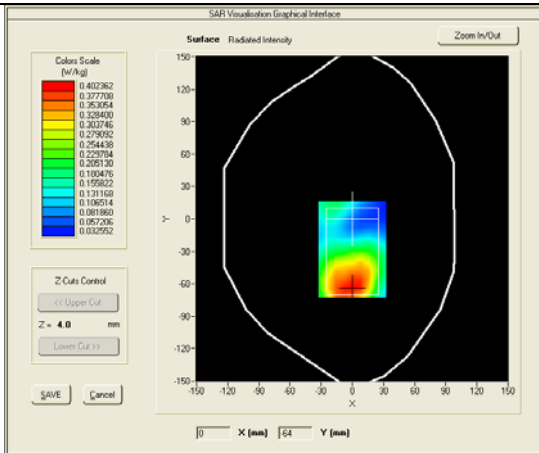 SAR Visualisation Graphical Interface
Surface Radiated Intensity
Zoom In/Out
Colors Scale
(W/kg)
0.402362
0.377708
0.353054
0.328400
0.303746
0.279092
0.254438
0.229784
0.205130
0.180476
0.155822
0.131168
0.106514
0.081860
0.057206
0.032552
Z-Cuts Control
<< Upper Cut
Z = 4.0 mm
Lower Cut >>
SAVE Cancel
150
120
90
60
30
0
-30
-60
-90
-120
-150
Y
-150 -120 -90 -60 -30 0 30 60 90 120 150
X
0 X (mm) -64 Y (mm)